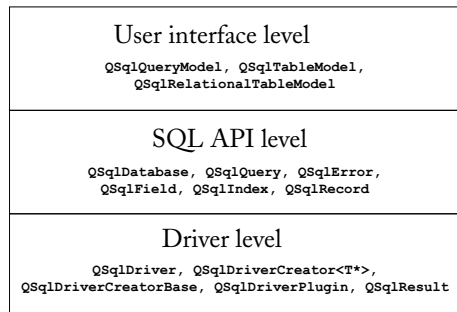 User interface level
QSqlQueryModel, QSqlTableModel,
QSqlRelationalTableModel
SQL API level
QSqlDatabase, QSqlQuery, QSqlError,
QSqlField, QSqlIndex, QSqlRecord
Driver level
QSqlDriver, QSqlDriverCreator<T*>,
QSqlDriverCreatorBase, QSqlDriverPlugin, QSqlResult